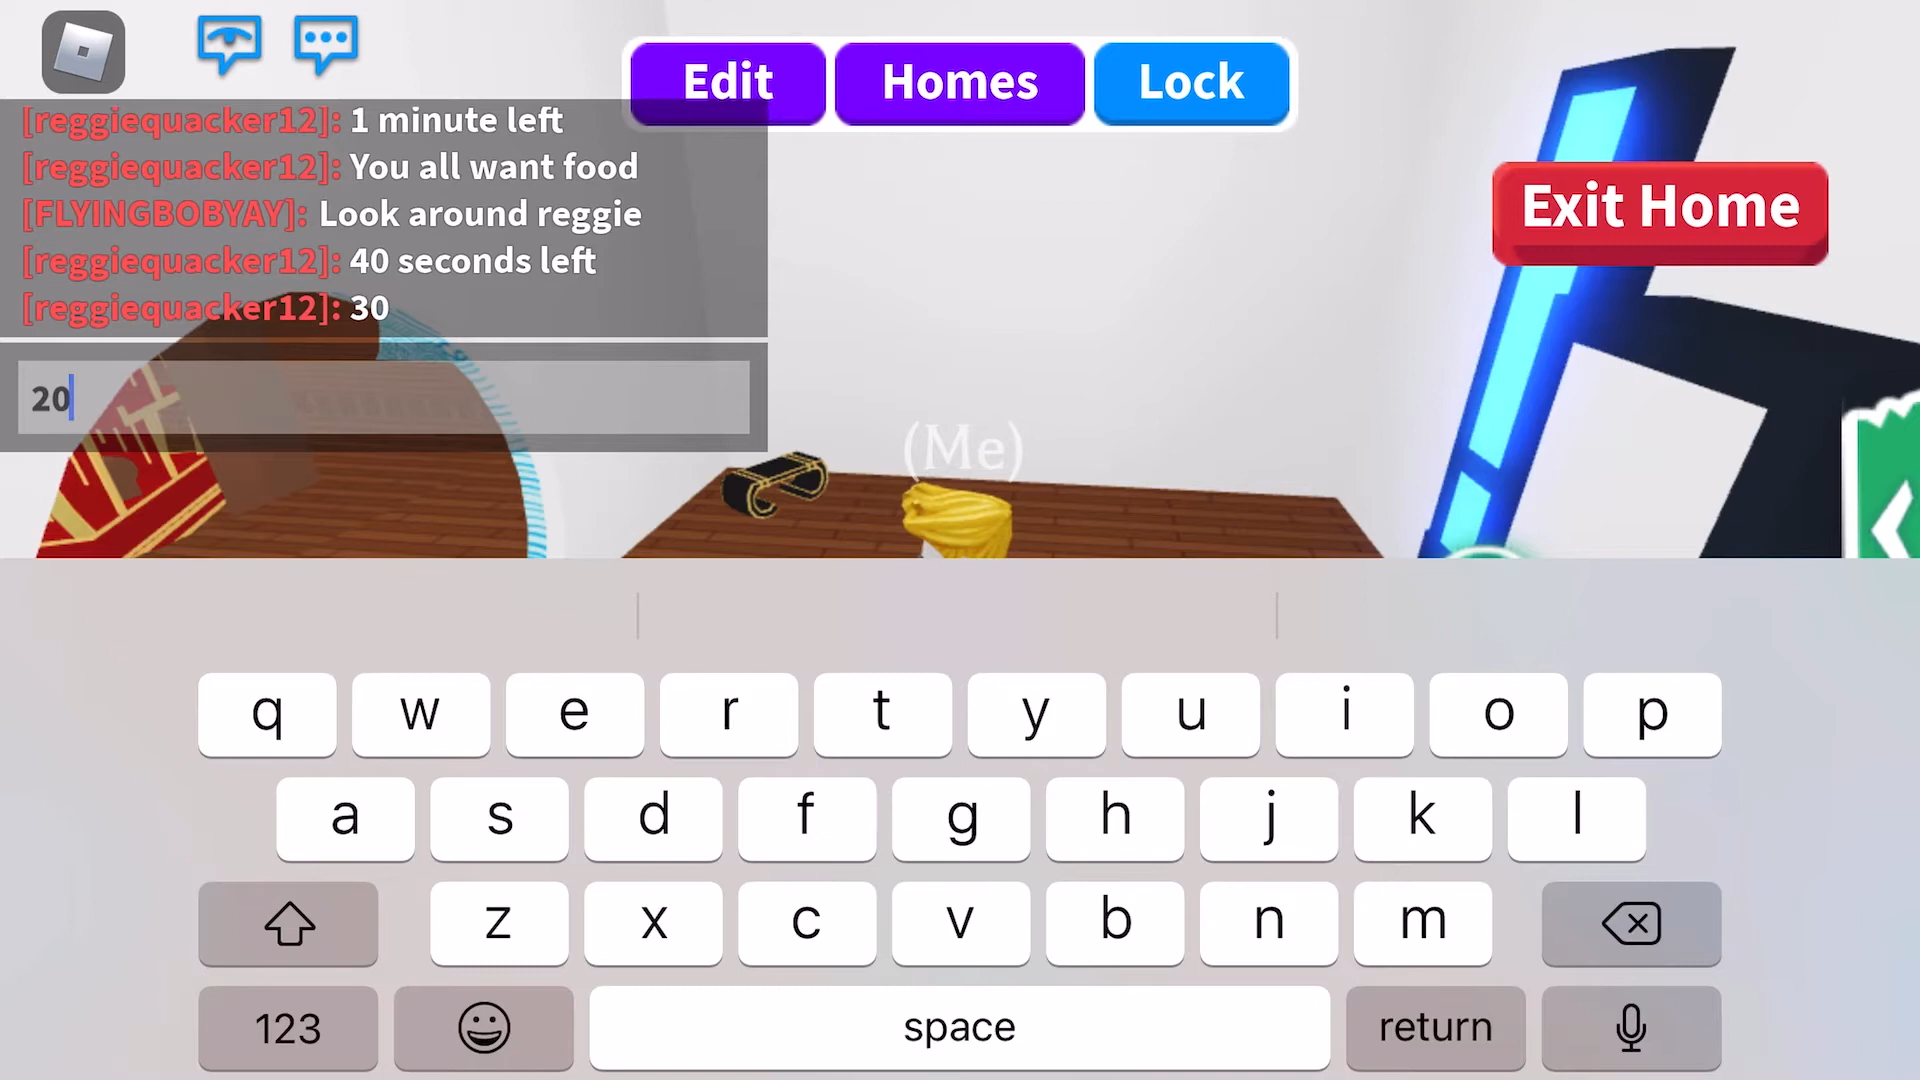 Edit Homes Lock
[reggiequacker12]: 1 minute left
[reggiequacker12]: You all want food
[FLYINGBOBYAY]: Look around reggie
[reggiequacker12]: 40 seconds left
[reggiequacker12]: 30
Exit Home
20
(Me)
q w e r t y u i o p
a s d f g h j k l
z x c v b n m
123 space return